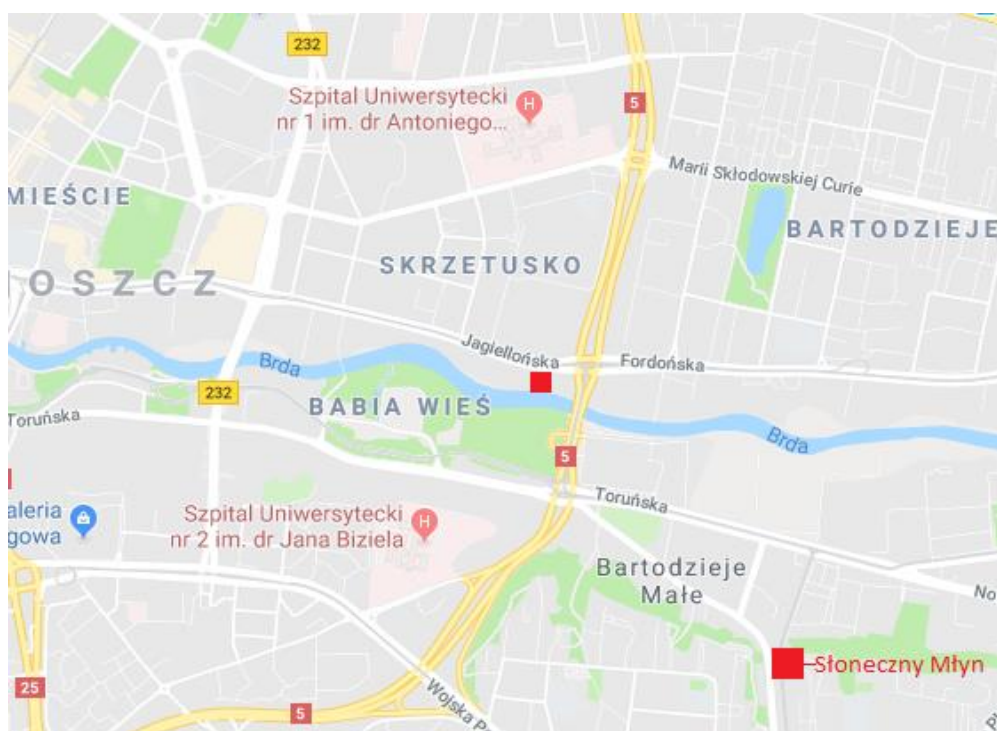 232
Szpital Uniwersytecki
nr 1 im. dr Antoniego...
H
5
Marii Skłodowskiej Curie
MIEŚCIE
BARTODZIEJE
SKRZETUSKO
OSZCZ
Jagiellońska
Fordońska
Brda
232
BABIA WIEŚ
Toruńska
Brda
5
Toruńska
aleria
gowa
Szpital Uniwersytecki
nr 2 im. dr Jana Biziela
H
Bartodzieje
Małe
No
Słoneczny Młyn
25
5
Wojska P